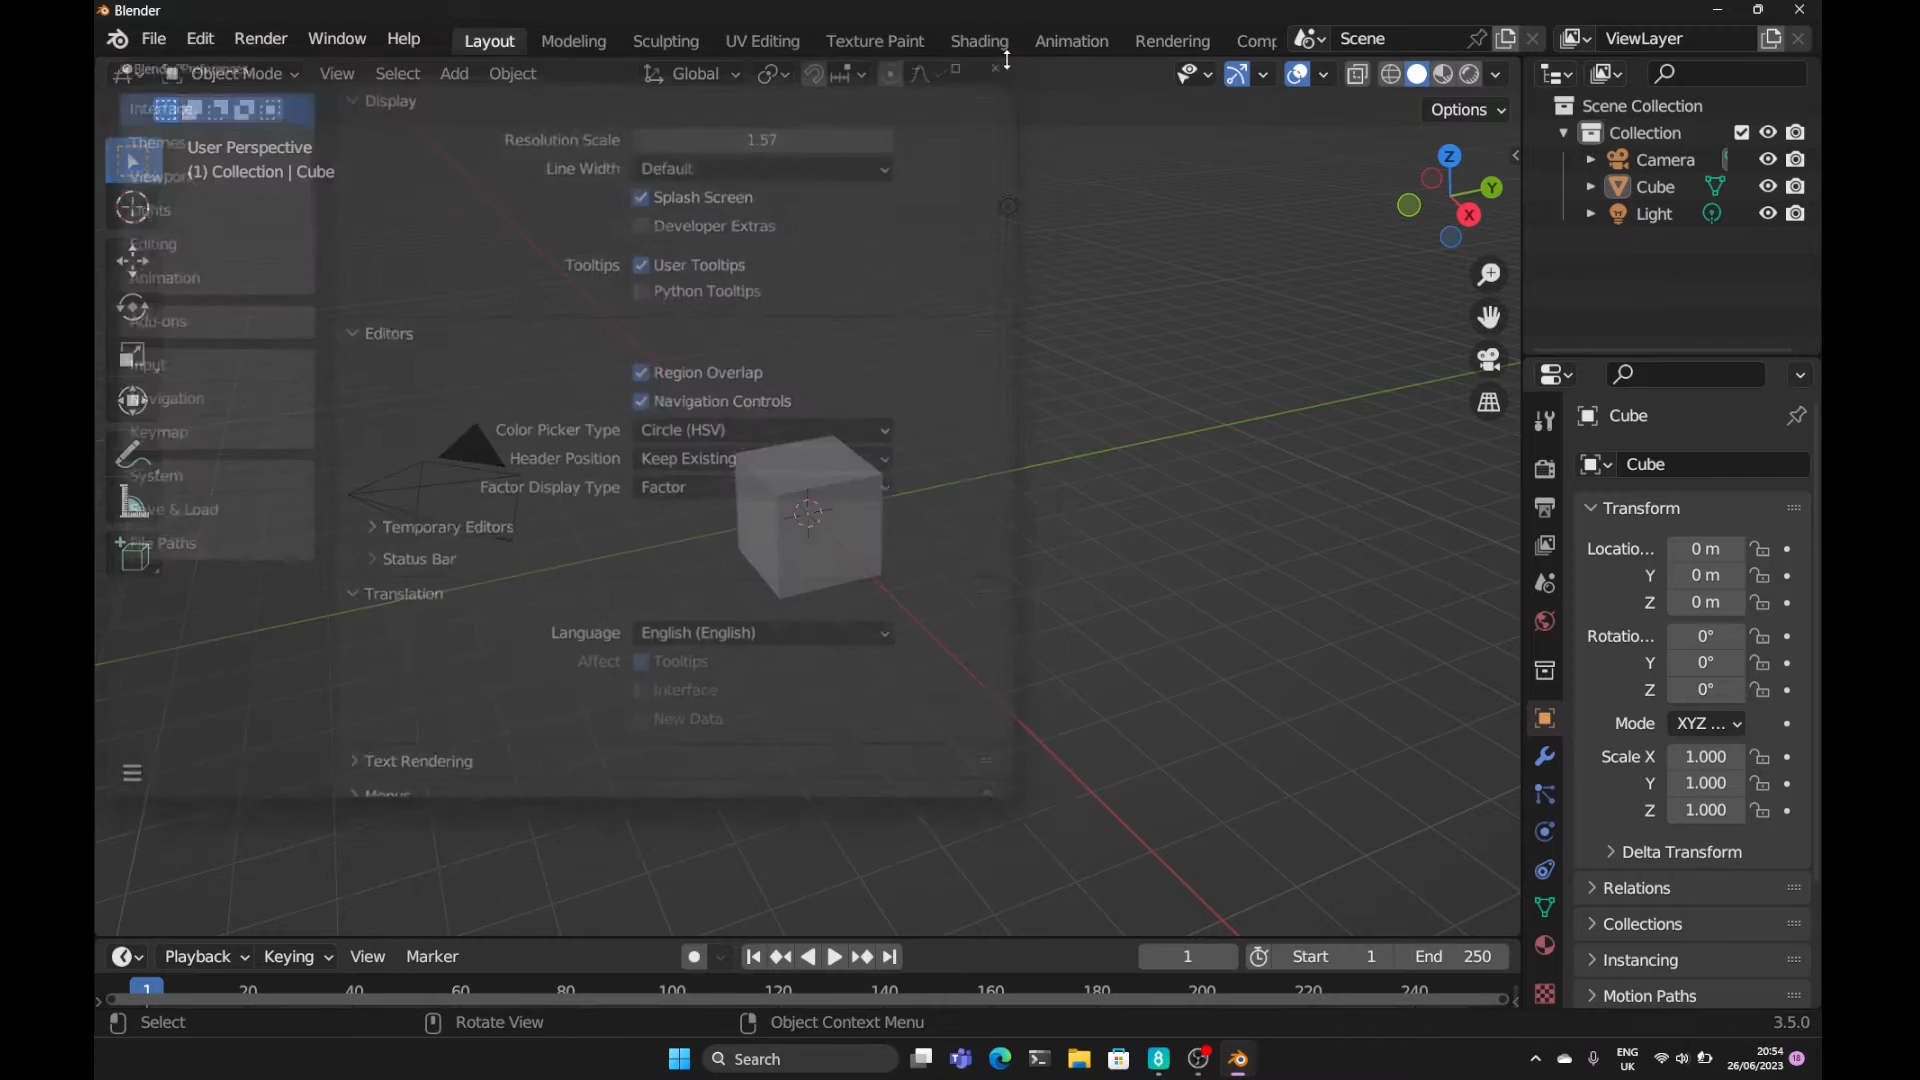 Blender
File Edit Render Window Help Layout Modeling Sculpting UV Editing Texture Paint Shading Animation Rendering Comp Scene ViewLayer
Blender Preferences
Object Mode View Select Add Object Global
Options
Interface
Themes
Viewport
Lights
Editing
Animation
Add-ons
Input
Navigation
Keymap
System
Save & Load
File Paths
User Perspective
(1) Collection | Cube
Display
Resolution Scale 1.57
Line Width Default
Splash Screen
Developer Extras
Tooltips User Tooltips
Python Tooltips
Editors
Region Overlap
Navigation Controls
Color Picker Type Circle (HSV)
Header Position Keep Existing
Factor Display Type Factor
Temporary Editors
Status Bar
Translation
Language English (English)
Affect Tooltips
Interface
New Data
Text Rendering
Menus
Z
Y
X
Scene Collection
Collection
Camera
Cube
Light
Cube
Cube
Transform
Locatio... 0 m
Y 0 m
Z 0 m
Rotatio... 0°
Y 0°
Z 0°
Mode XYZ ...
Scale X 1.000
Y 1.000
Z 1.000
Delta Transform
Relations
Collections
Instancing
Motion Paths
Playback Keying View Marker 1 Start 1 End 250
1 20 40 60 80 100 120 140 160 180 200 220 240
Select Rotate View Object Context Menu 3.5.0
Search
ENG
UK
20:54
26/06/2023
18